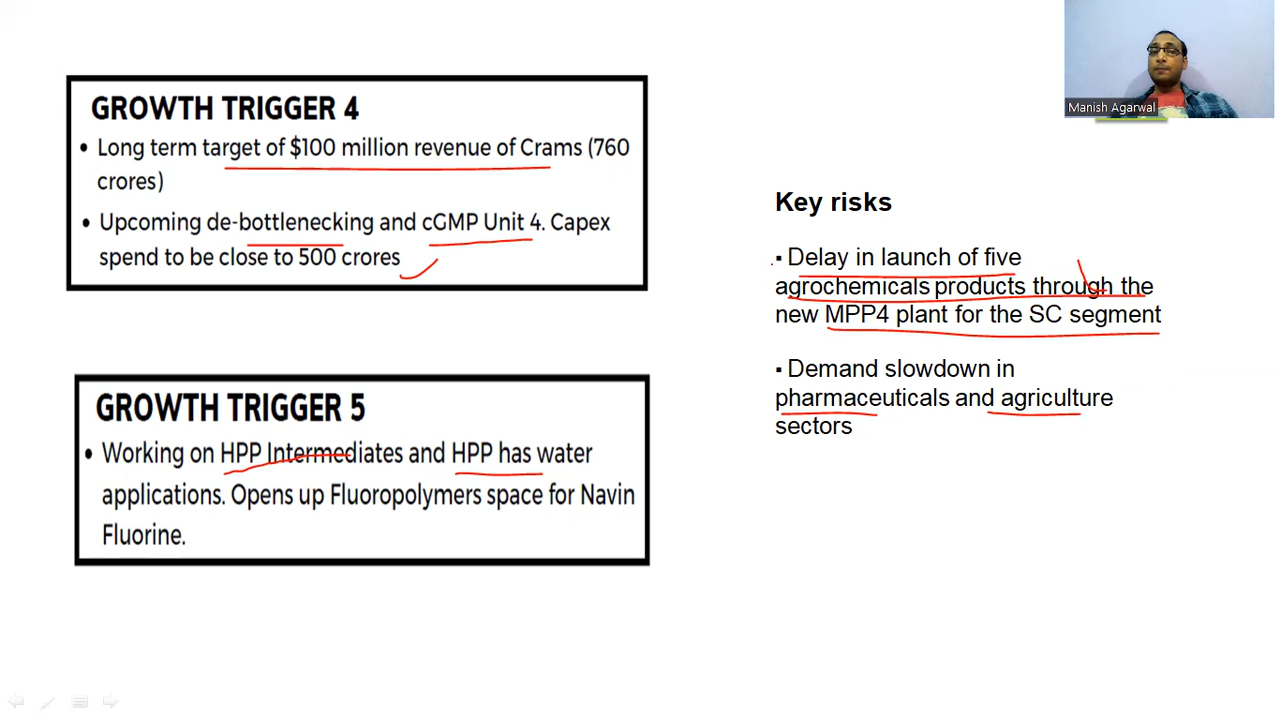 GROWTH TRIGGER 4
• Long term target of $100 million revenue of Crams (760
crores)
• Upcoming de-bottlenecking and cGMP Unit 4. Capex
spend to be close to 500 crores
GROWTH TRIGGER 5
• Working on HPP Intermediates and HPP has water
applications. Opens up Fluoropolymers space for Navin
Fluorine.
Manish Agarwal
Key risks
▪ Delay in launch of five
agrochemicals products through the
new MPP4 plant for the SC segment
▪ Demand slowdown in
pharmaceuticals and agriculture
sectors